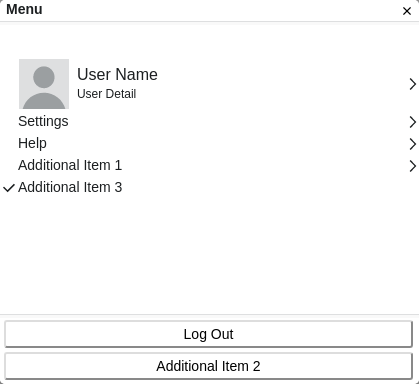 Menu
User Name
User Detail
Settings
Help
Additional Item 1
Additional Item 3
Log Out
Additional Item 2